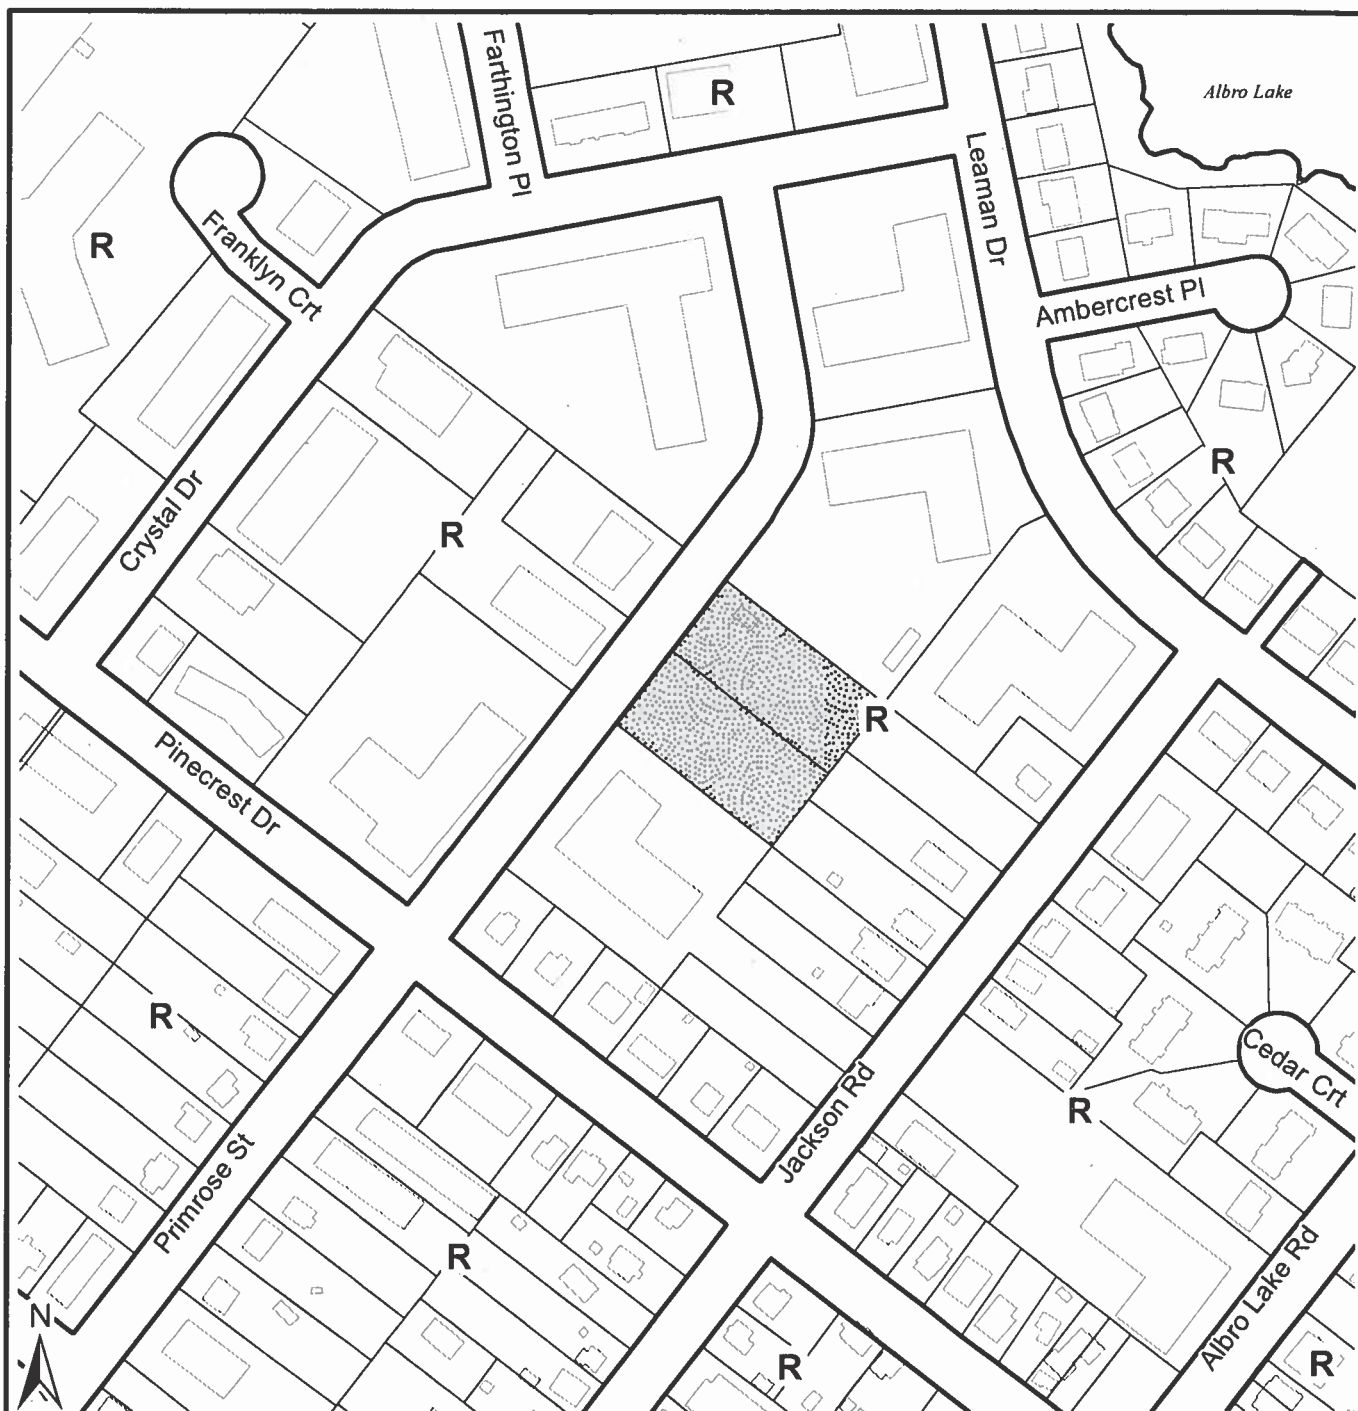 Farthington Pl
R
Albro Lake
Leaman Dr
R
Franklyn Crt
Ambercrest Pl
R
Crystal Dr
R
R
Pinecrest Dr
R
Cedar Crt
R
Jackson Rd
Primrose St
R
Albro Lake Rd
N
R
R